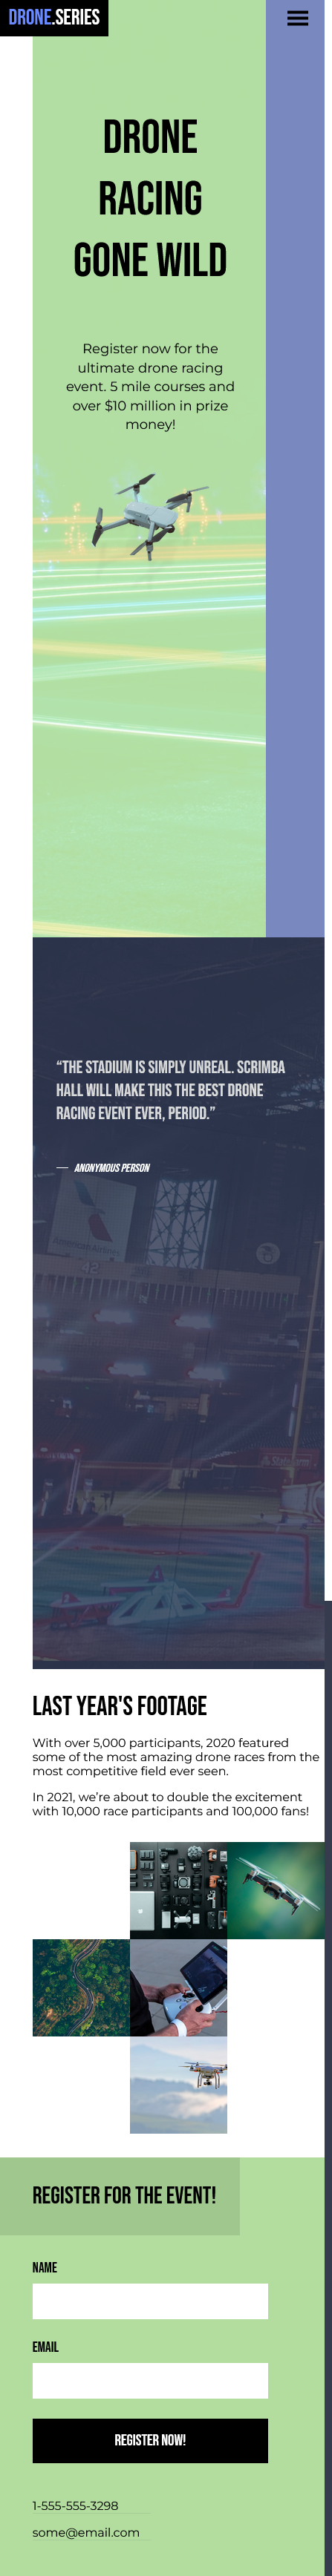 DRONE.SERIES
DRONE
RACING
GONE WILD
Register now for the
ultimate drone racing
event. 5 mile courses and
over $10 million in prize
money!
“THE STADIUM IS SIMPLY UNREAL. SCRIMBA
HALL WILL MAKE THIS THE BEST DRONE
RACING EVENT EVER, PERIOD.”
— ANONYMOUS PERSON
American Airlines
42
LAST YEAR'S FOOTAGE
With over 5,000 participants, 2020 featured
some of the most amazing drone races from the
most competitive field ever seen.
In 2021, we’re about to double the excitement
with 10,000 race participants and 100,000 fans!
REGISTER FOR THE EVENT!
NAME
EMAIL
REGISTER NOW!
1-555-555-3298
some@email.com